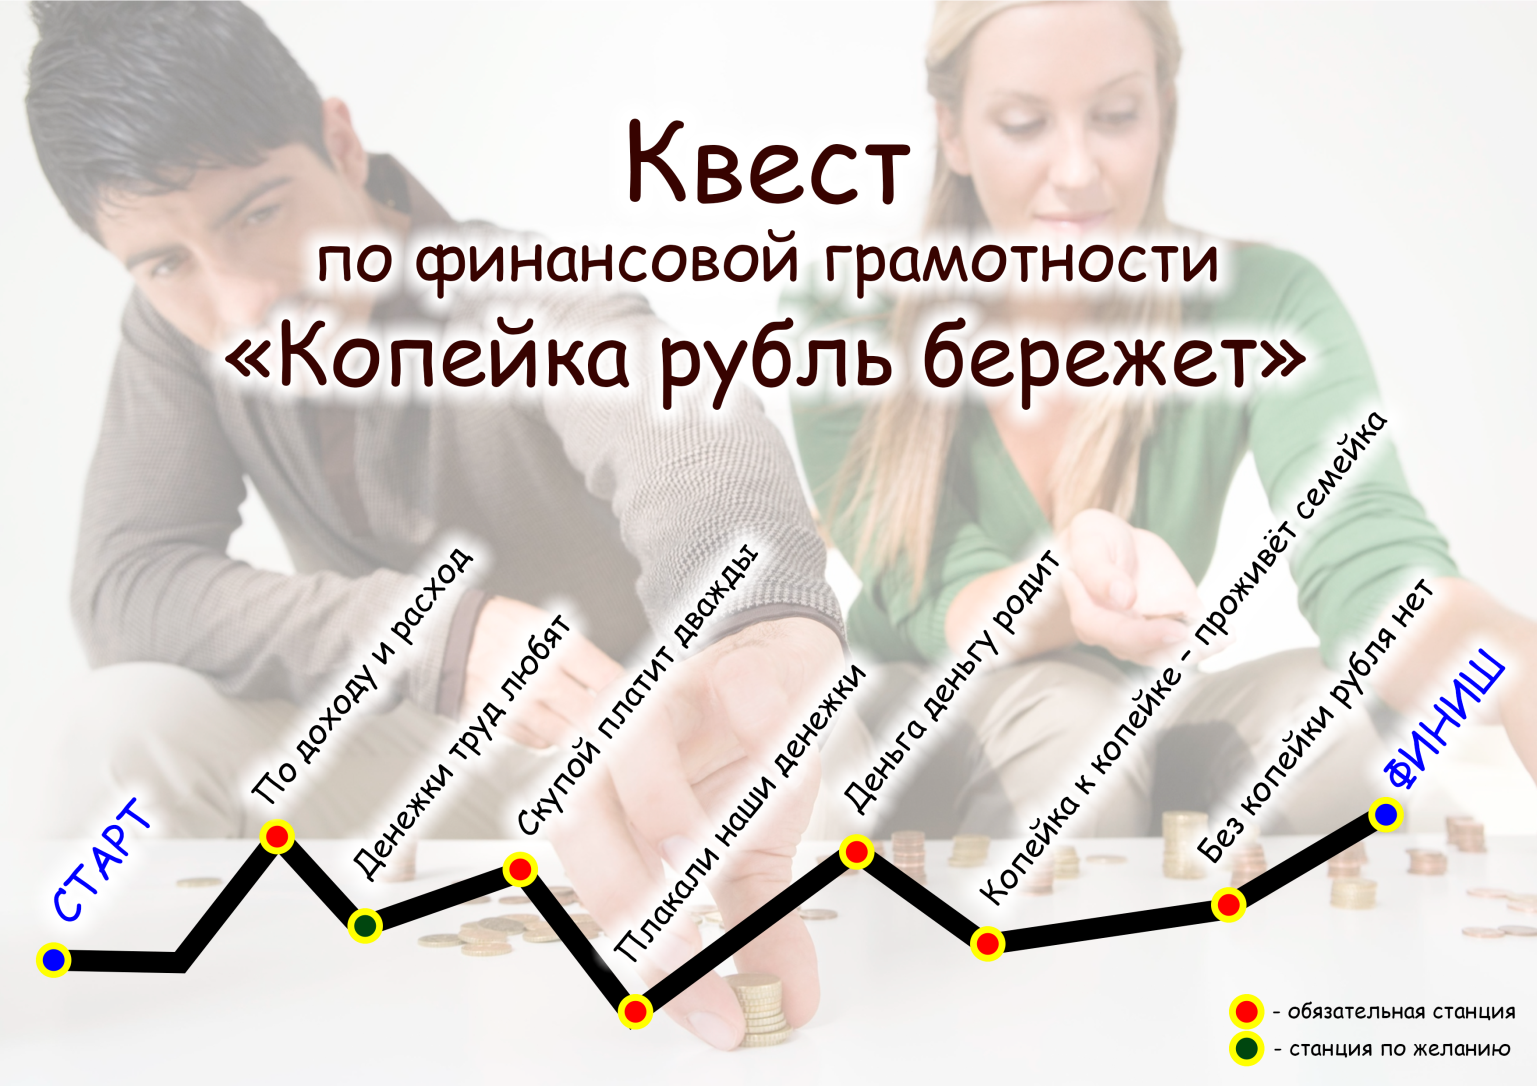 Квест
по финансовой грамотности
«Копейка рубль бережет»
СТАРТ
По доходу и расход
Денежки труд любят
Скупой платит дважды
Плакали наши денежки
Деньга деньгу родит
Копейка к копейке – проживёт семейка
Без копейки рубля нет
ФИНИШ
- обязательная станция
- станция по желанию